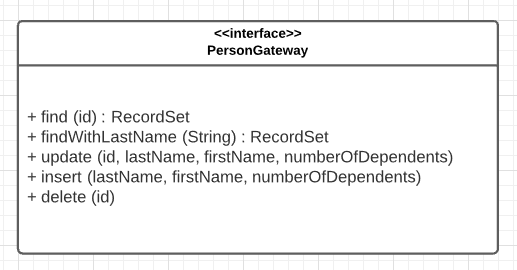 <<interface>>
PersonGateway
+ find (id) : RecordSet
+ findWithLastName (String) : RecordSet
+ update (id, lastName, firstName, numberOfDependents)
+ insert (lastName, firstName, numberOfDependents)
+ delete (id)